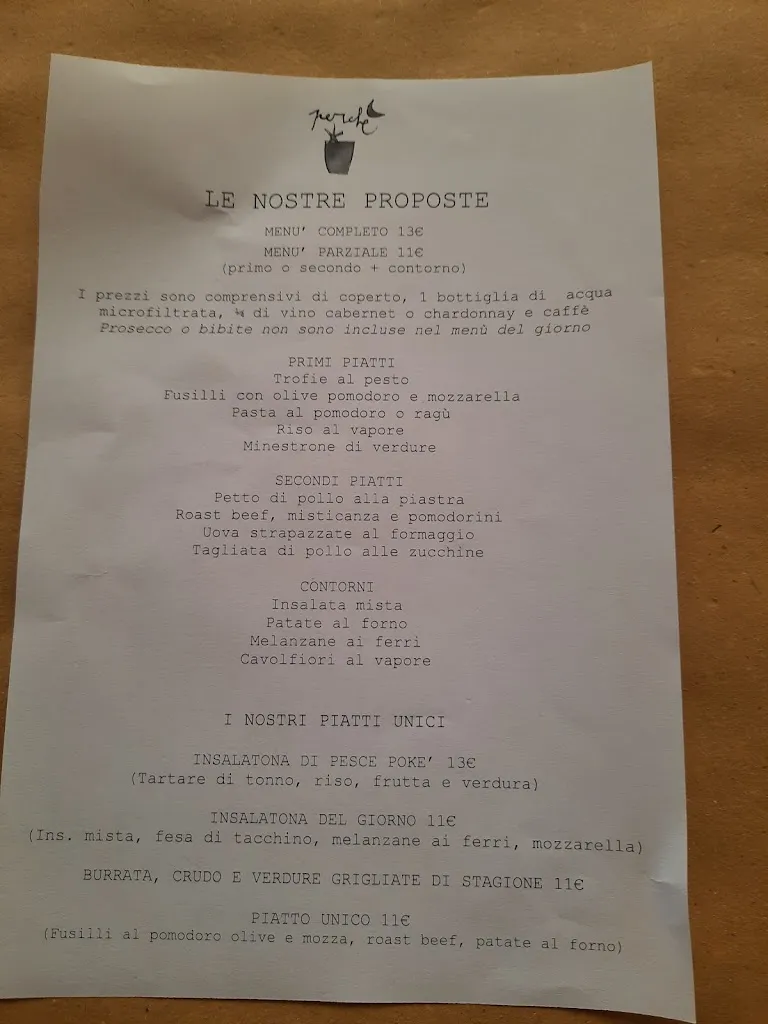 perchè
LE NOSTRE PROPOSTE
MENU' COMPLETO 13€
MENU' PARZIALE 11€
(primo o secondo + contorno)
I prezzi sono comprensivi di coperto, 1 bottiglia di acqua
microfiltrata, ¼ di vino cabernet o chardonnay e caffè
Prosecco o bibite non sono incluse nel menù del giorno
PRIMI PIATTI
Trofie al pesto
Fusilli con olive pomodoro e mozzarella
Pasta al pomodoro o ragù
Riso al vapore
Minestrone di verdure
SECONDI PIATTI
Petto di pollo alla piastra
Roast beef, misticanza e pomodorini
Uova strapazzate al formaggio
Tagliata di pollo alle zucchine
CONTORNI
Insalata mista
Patate al forno
Melanzane ai ferri
Cavolfiori al vapore
I NOSTRI PIATTI UNICI
INSALATONA DI PESCE POKE' 13€
(Tartare di tonno, riso, frutta e verdura)
INSALATONA DEL GIORNO 11€
(Ins. mista, fesa di tacchino, melanzane ai ferri, mozzarella)
BURRATA, CRUDO E VERDURE GRIGLIATE DI STAGIONE 11€
PIATTO UNICO 11€
(Fusilli al pomodoro olive e mozza, roast beef, patate al forno)